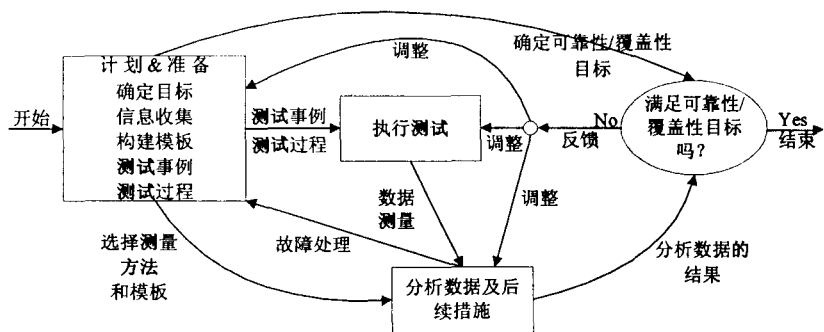 确定可靠性/覆盖性
目标
计划&准备
确定目标
信息收集
构建模板
测试事例
测试过程
开始
调整
测试事例
测试过程
执行测试
调整
No
反馈
满足可靠性/
覆盖性目标
吗?
Yes
结束
数据
测量
调整
选择测量
方法
和模板
故障处理
分析数据及后
续措施
分析数据的
结果